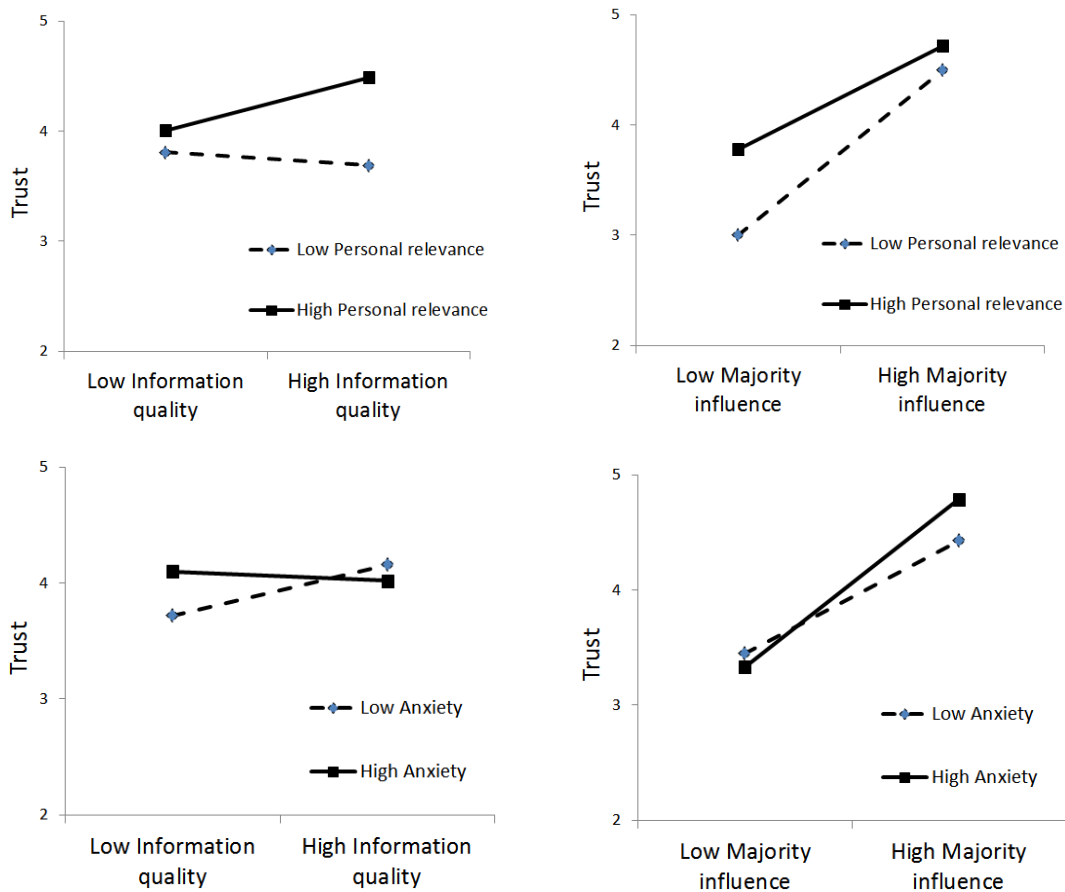 5
4
3
2
Trust
Low Personal relevance
High Personal relevance
Low Information
quality
High Information
quality
5
4
3
2
Trust
Low Personal relevance
High Personal relevance
Low Majority
influence
High Majority
influence
5
4
3
2
Trust
Low Anxiety
High Anxiety
Low Information
quality
High Information
quality
5
4
3
2
Trust
Low Anxiety
High Anxiety
Low Majority
influence
High Majority
influence